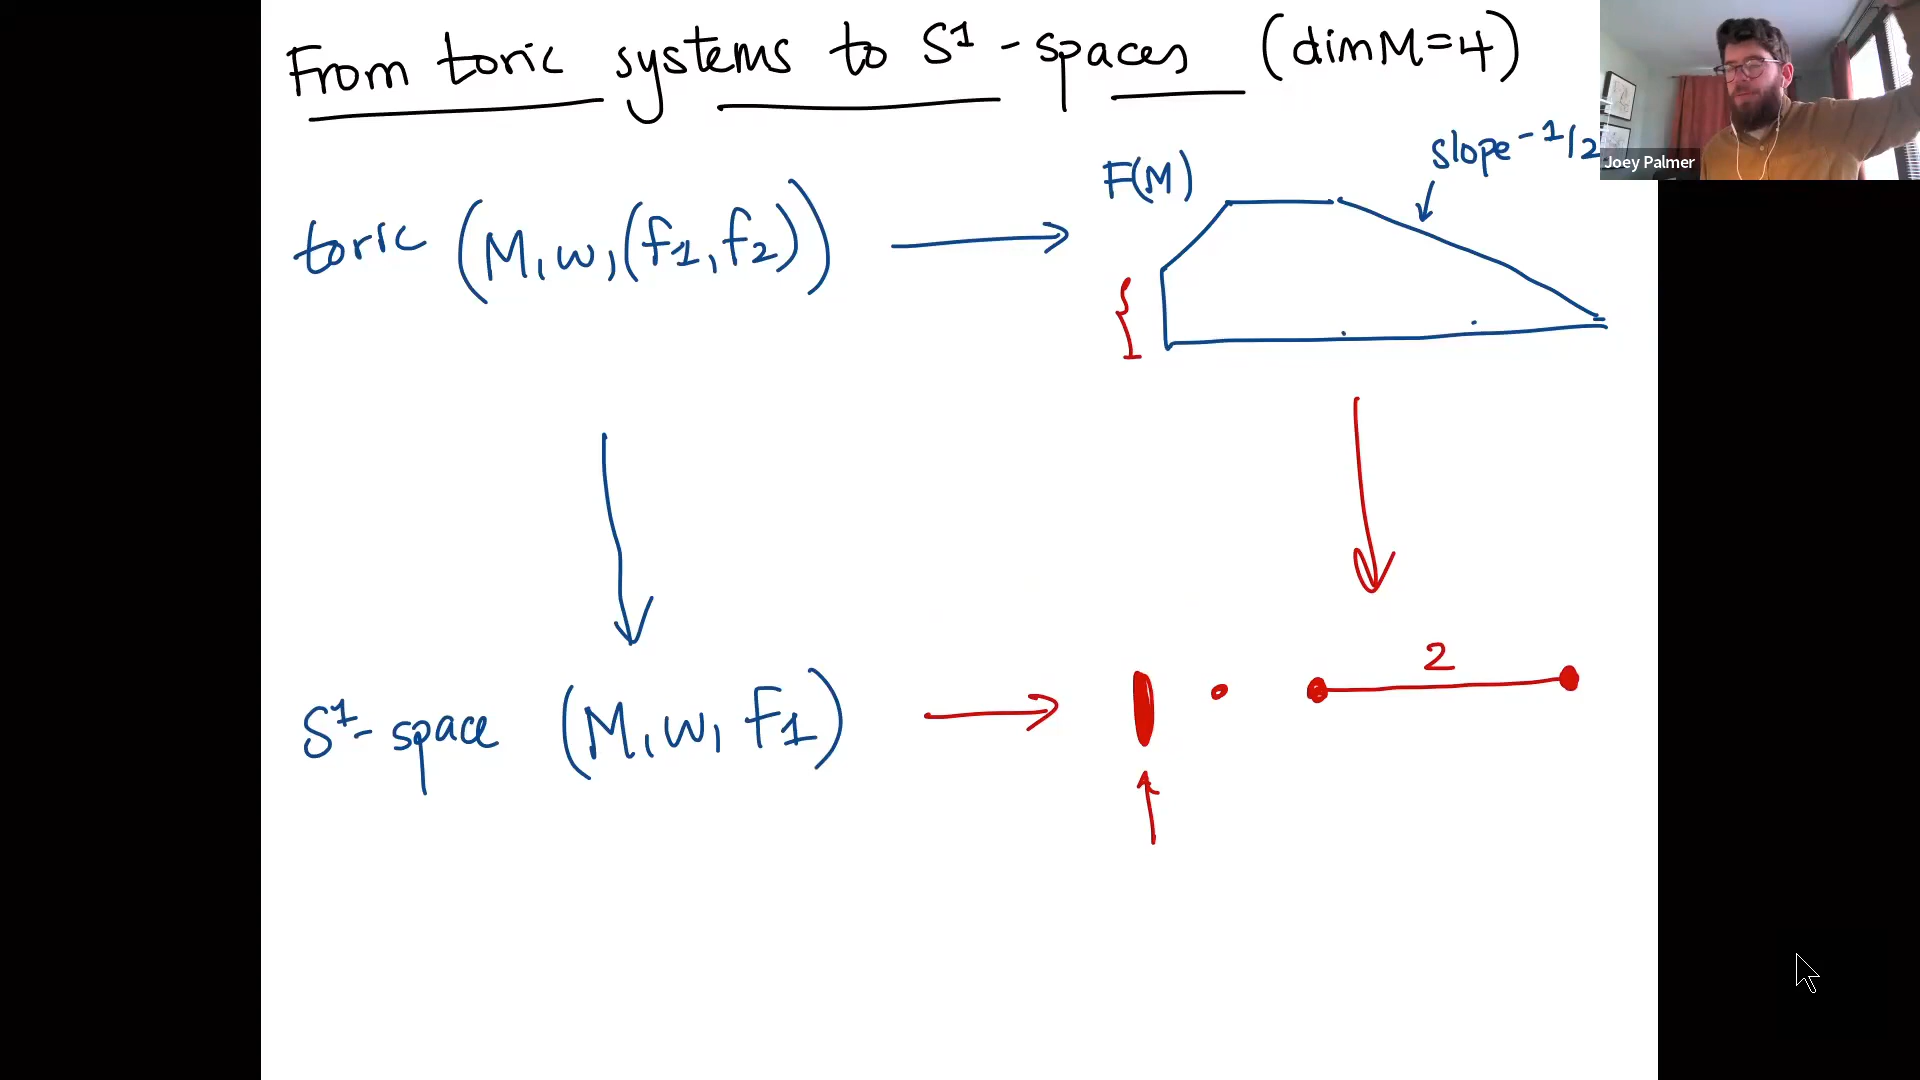 From toric systems to S¹-spaces (dim M=4)
Joey Palmer
slope -1/2
F(M)
toric (M, ω, (f₁, f₂))
2
S¹-space (M, ω, f₁)